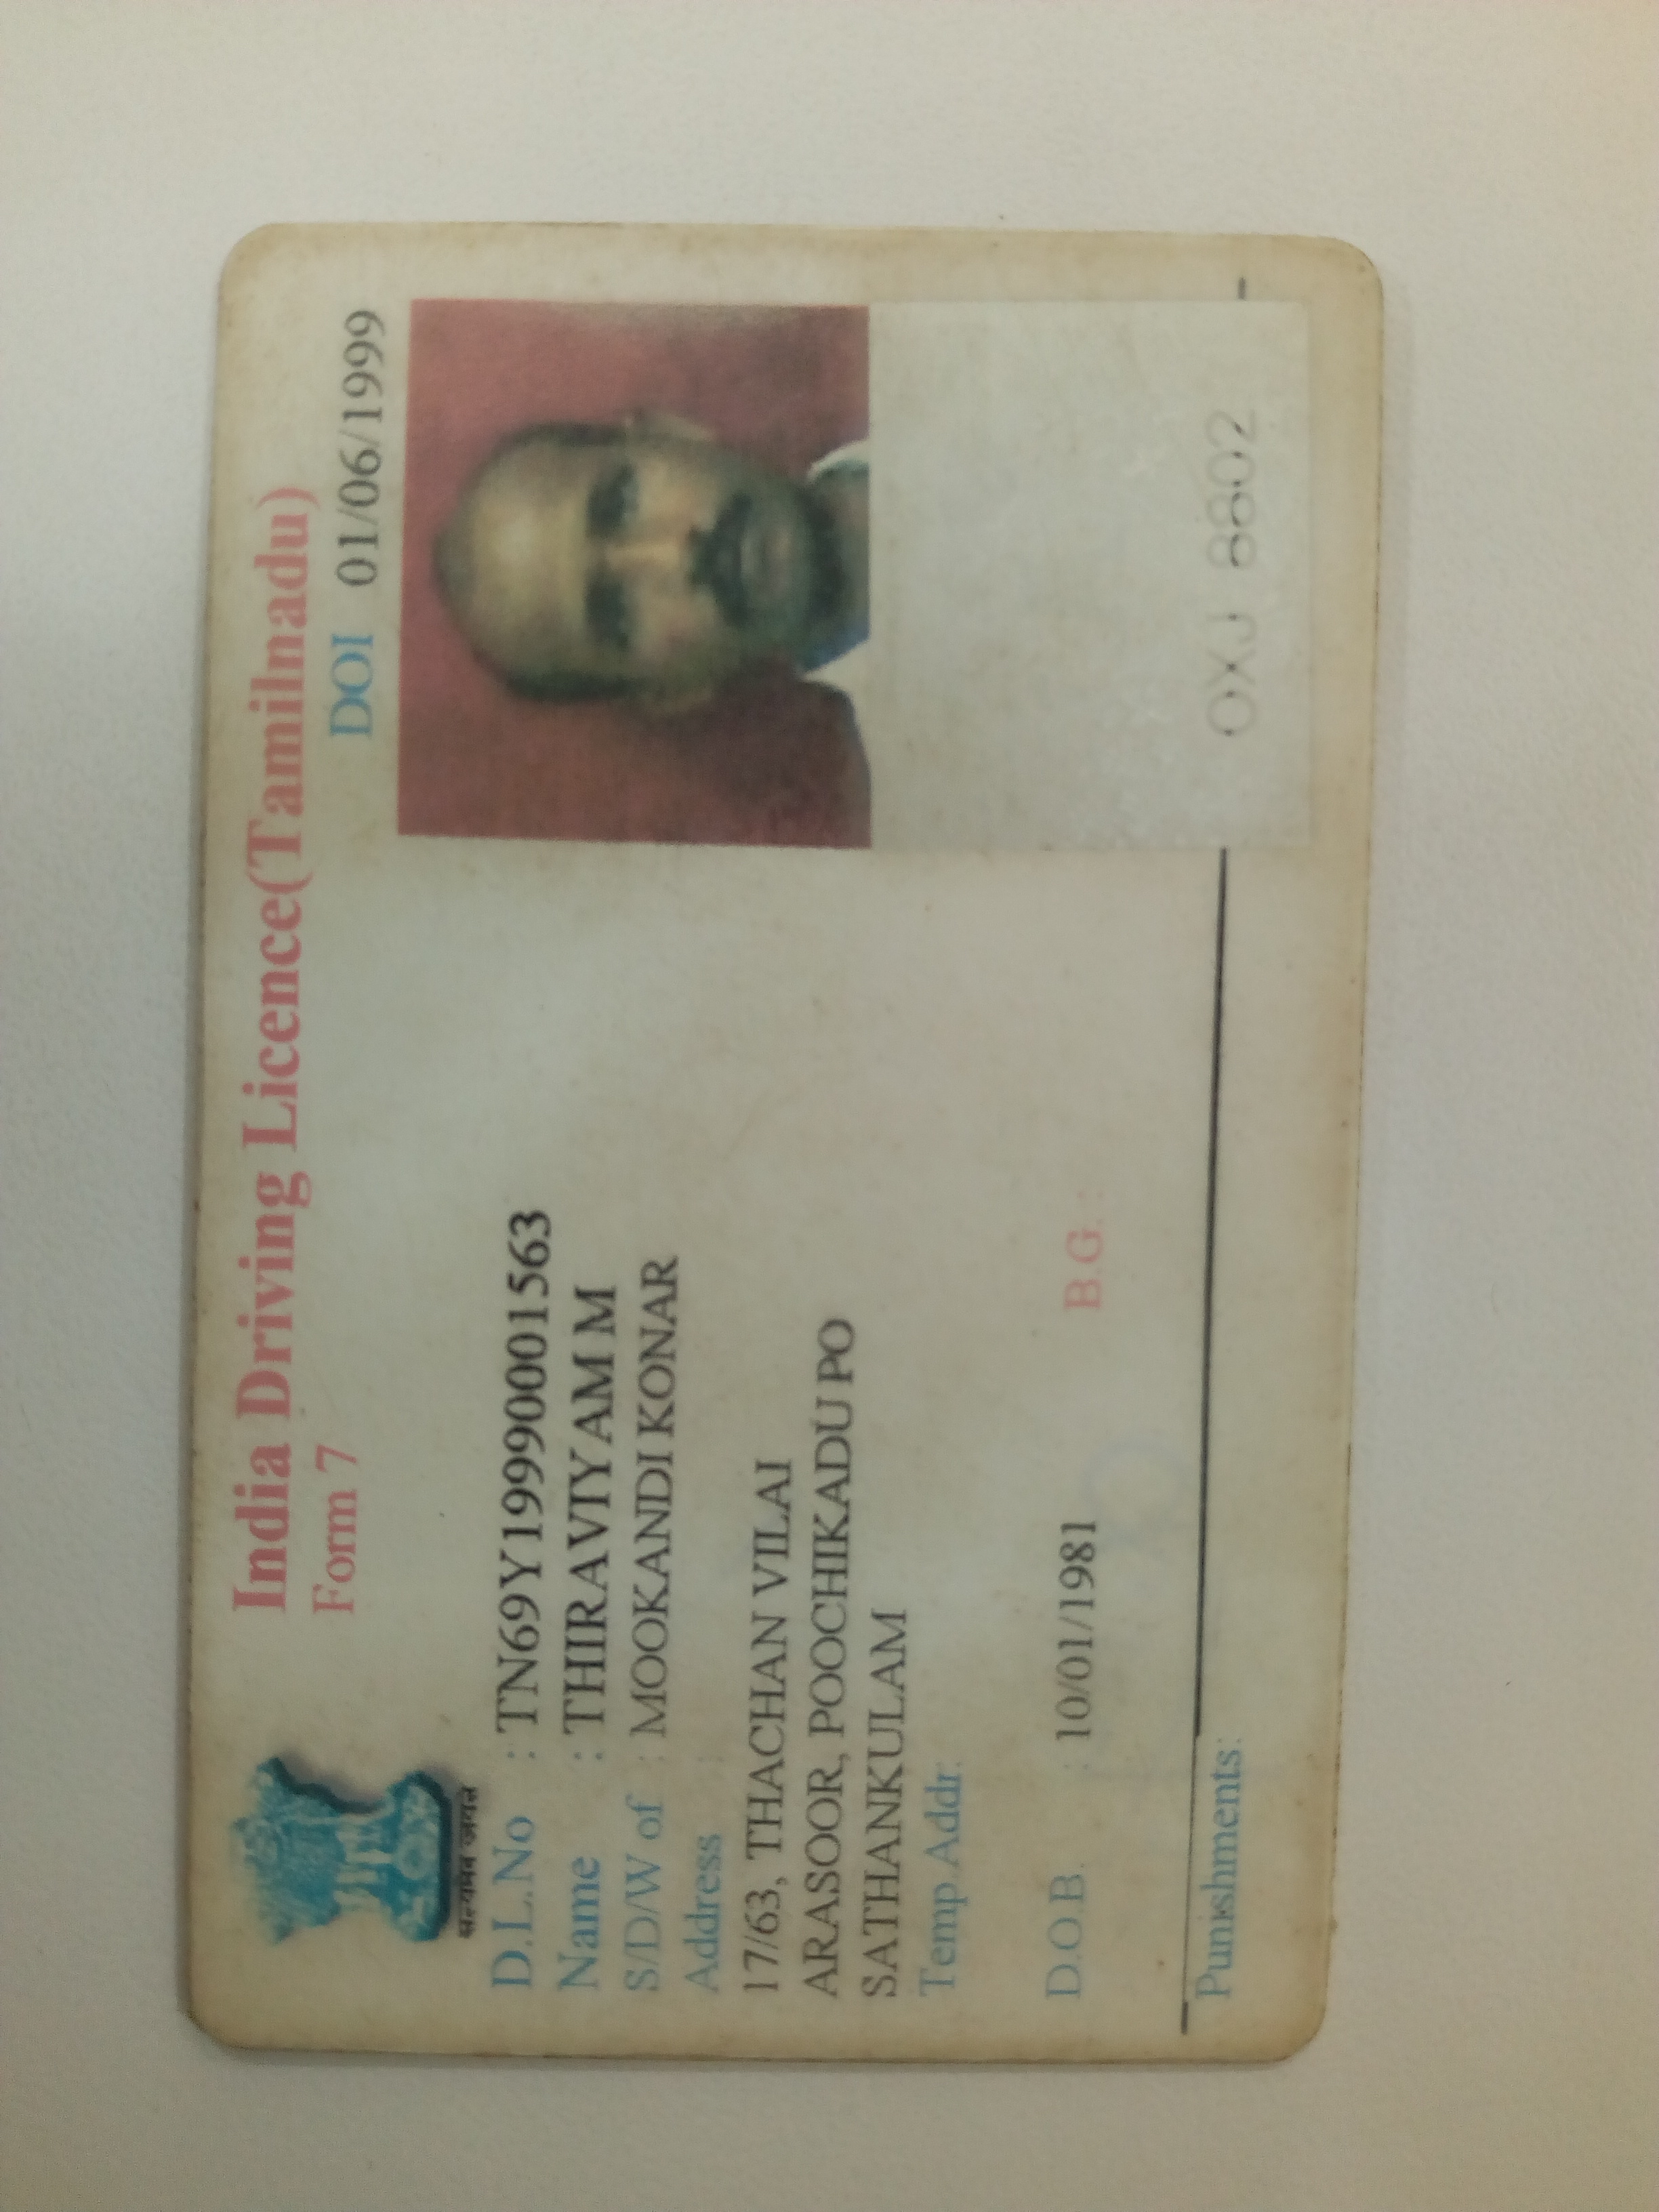 India Driving Licence(Tamilnadu)
Form 7
DOI 01/06/1999
सत्यमेव जयते
D.L.No : TN69Y19990001563
Name : THIRAVIYAM M
S/D/W of : MOOKANDI KONAR
Address :
17/63, THACHAN VILAI
ARASOOR, POOCHIKADU PO
SATHANKULAM
Temp.Addr:
D.O.B. : 10/01/1981 B.G. :
OXJ 8802
Punishments: